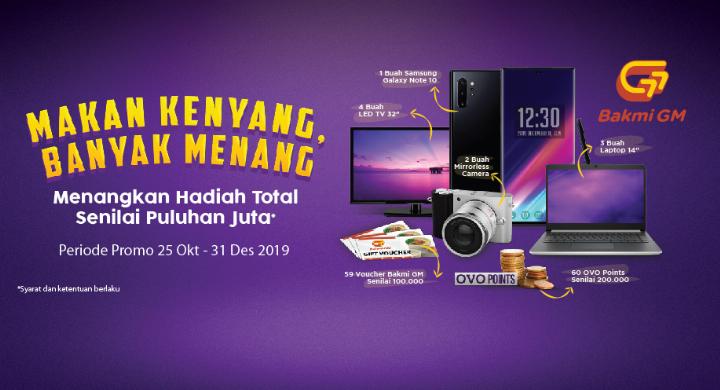 MAKAN KENYANG,
BANYAK MENANG
Menangkan Hadiah Total
Senilai Puluhan Juta*
Periode Promo 25 Okt - 31 Des 2019
*Syarat dan ketentuan berlaku
1 Buah Samsung
Galaxy Note 10
4 Buah
LED TV 32"
2 Buah
Mirrorless
Camera
12:30
Bakmi GM
3 Buah
Laptop 14"
GIFT VOUCHER
59 Voucher Bakmi GM
Senilai 100.000
OVO POINTS
60 OVO Points
Senilai 200.000